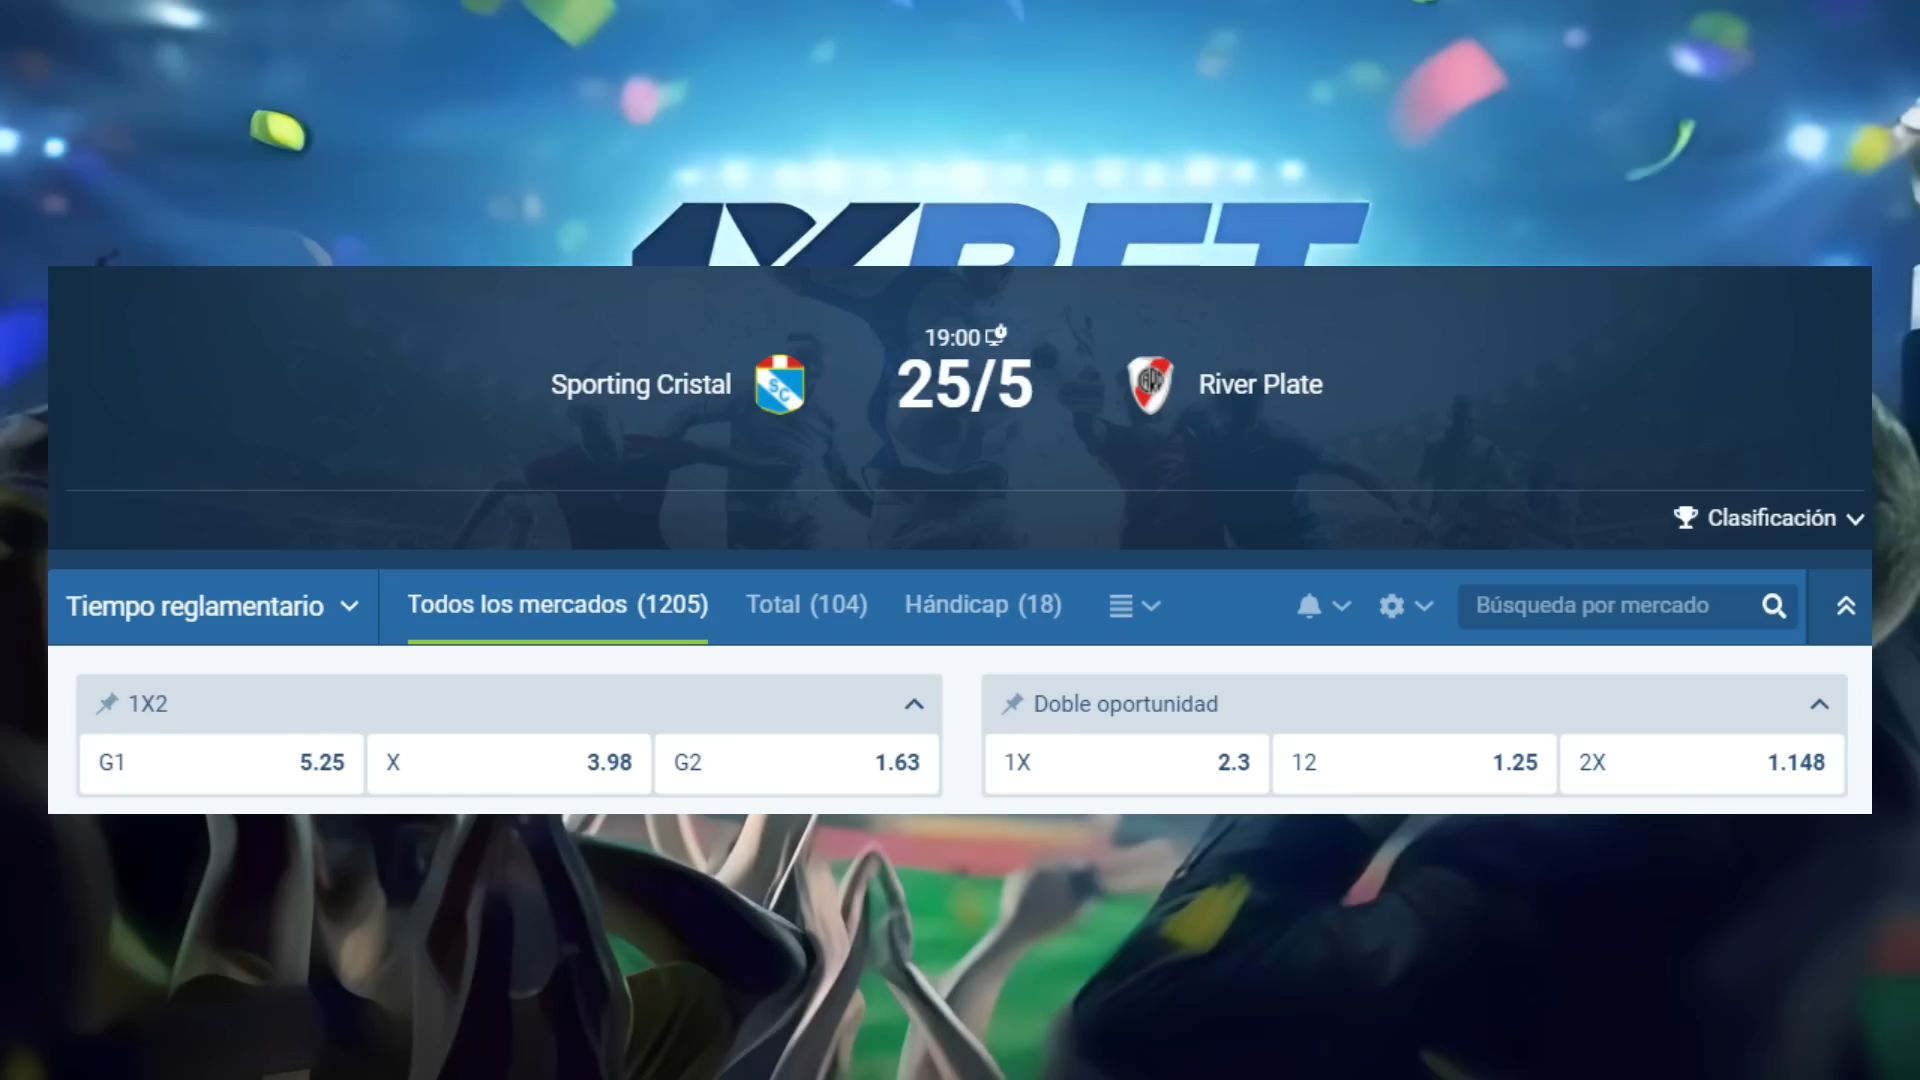 1XBET
19:00
Sporting Cristal
25/5
River Plate
Clasificación
Tiempo reglamentario
Todos los mercados (1205)
Total (104)
Hándicap (18)
Búsqueda por mercado
1X2
G1 5.25
X 3.98
G2 1.63
Doble oportunidad
1X 2.3
12 1.25
2X 1.148